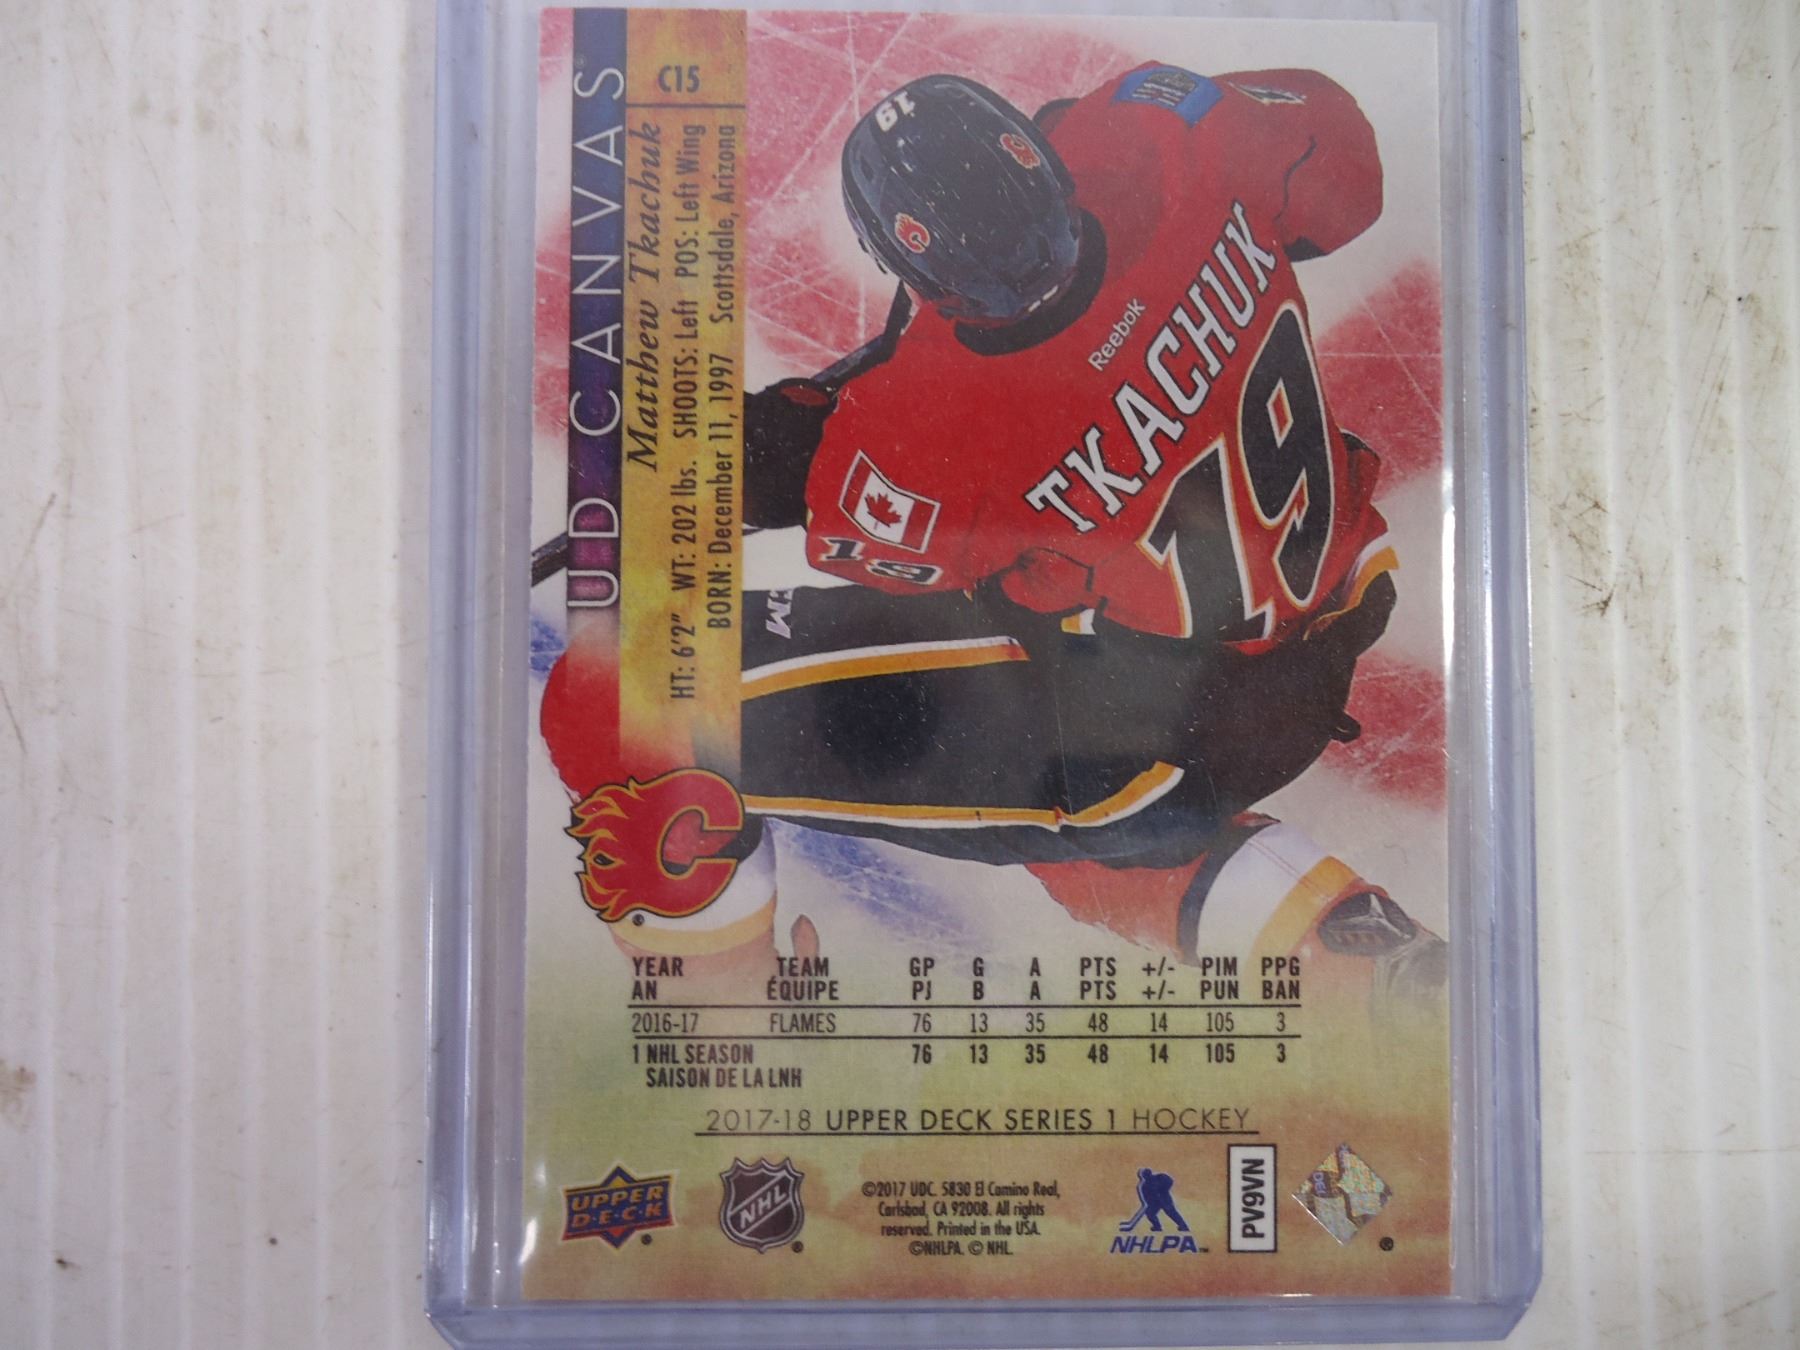 UD CANVAS
C15
Matthew Tkachuk
HT: 6'2" WT: 202 lbs. SHOOTS: Left POS: Left Wing
BORN: December 11, 1997 Scottsdale, Arizona
19
Reebok
TKACHUK
19
19
CM
C
YEAR TEAM GP G A PTS +/- PIM PPG
AN ÉQUIPE PJ B A PTS +/- PUN BAN
2016-17 FLAMES 76 13 35 48 14 105 3
1 NHL SEASON 76 13 35 48 14 105 3
SAISON DE LA LNH
2017-18 UPPER DECK SERIES 1 HOCKEY
UPPER DECK ®
NHL ®
©2017 UDC. 5830 El Camino Real,
Carlsbad, CA 92008. All rights
reserved. Printed in the USA.
©NHLPA. © NHL.
NHLPA™
PV9VN
®